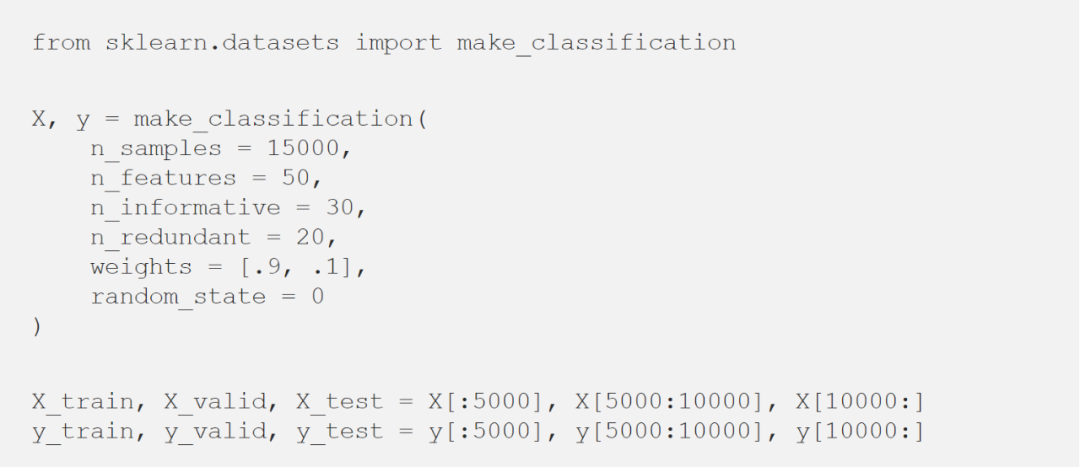 from sklearn.datasets import make_classification
X, y = make_classification(
    n_samples = 15000,
    n_features = 50,
    n_informative = 30,
    n_redundant = 20,
    weights = [.9, .1],
    random_state = 0
)
X_train, X_valid, X_test = X[:5000], X[5000:10000], X[10000:]
y_train, y_valid, y_test = y[:5000], y[5000:10000], y[10000:]